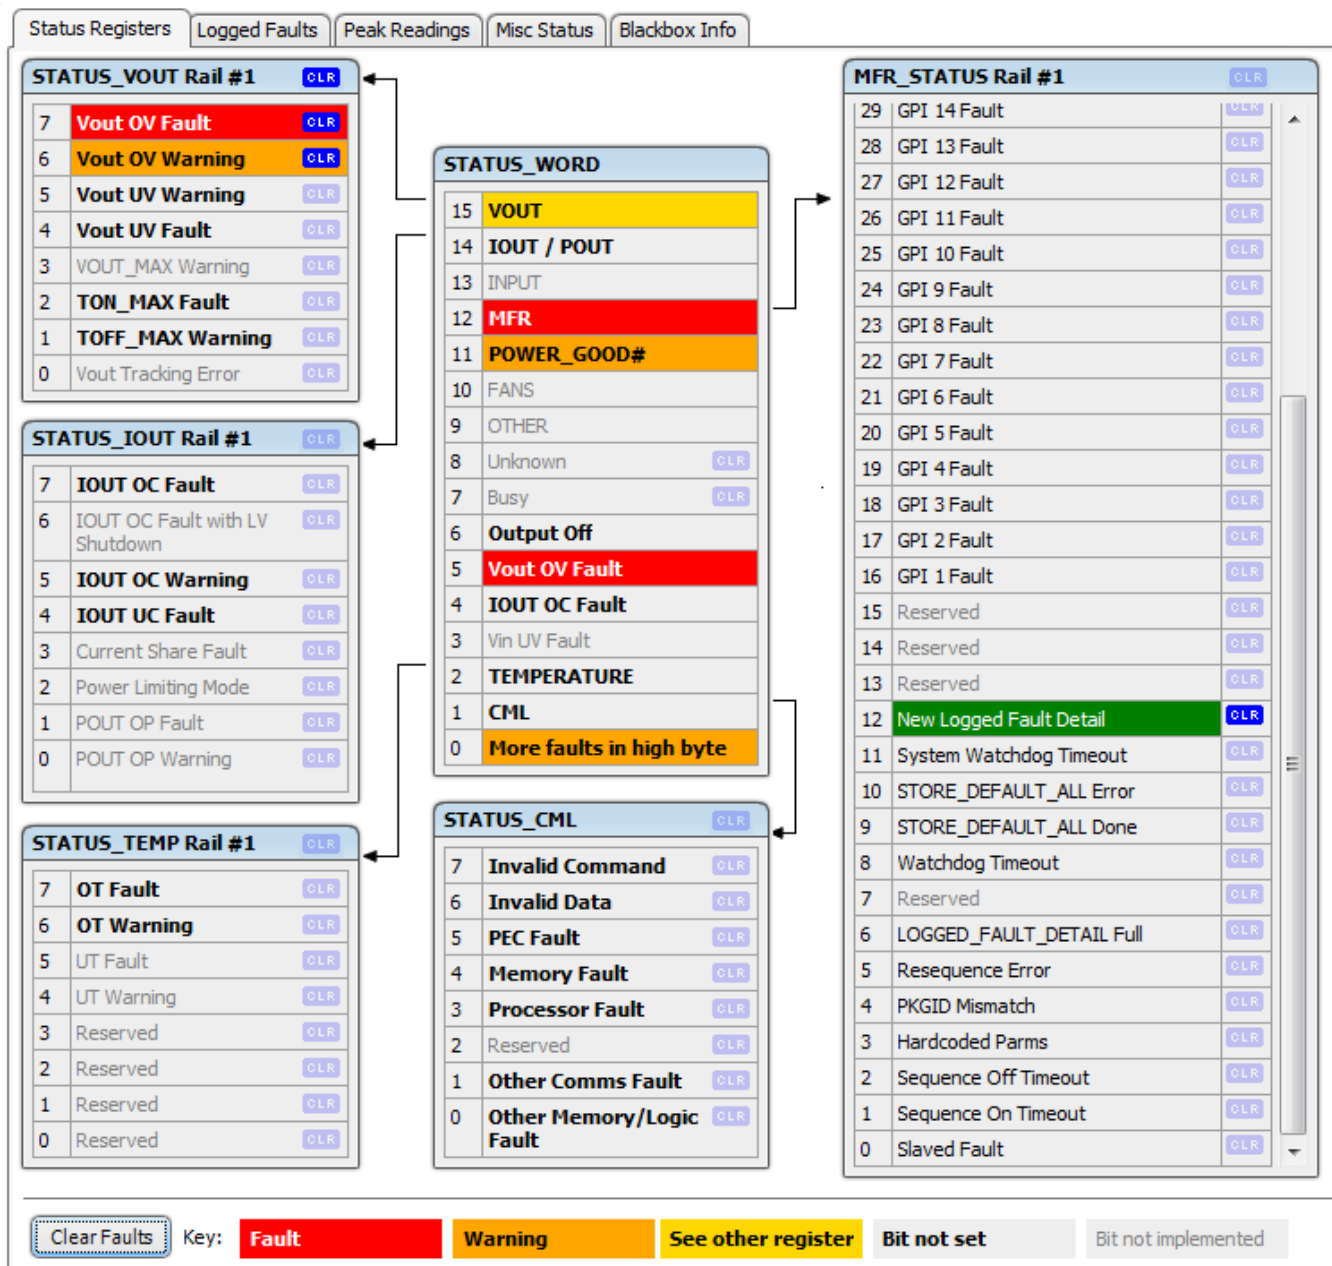 Status Registers Logged Faults Peak Readings Misc Status Blackbox Info
STATUS_VOUT Rail #1 CLR
7 Vout OV Fault CLR
6 Vout OV Warning CLR
5 Vout UV Warning CLR
4 Vout UV Fault CLR
3 VOUT_MAX Warning CLR
2 TON_MAX Fault CLR
1 TOFF_MAX Warning CLR
0 Vout Tracking Error CLR
STATUS_IOUT Rail #1 CLR
7 IOUT OC Fault CLR
6 IOUT OC Fault with LV CLR
Shutdown
5 IOUT OC Warning CLR
4 IOUT UC Fault CLR
3 Current Share Fault CLR
2 Power Limiting Mode CLR
1 POUT OP Fault CLR
0 POUT OP Warning CLR
STATUS_TEMP Rail #1 CLR
7 OT Fault CLR
6 OT Warning CLR
5 UT Fault CLR
4 UT Warning CLR
3 Reserved CLR
2 Reserved CLR
1 Reserved CLR
0 Reserved CLR
STATUS_WORD
15 VOUT
14 IOUT / POUT
13 INPUT
12 MFR
11 POWER_GOOD#
10 FANS
9 OTHER
8 Unknown CLR
7 Busy CLR
6 Output Off
5 Vout OV Fault
4 IOUT OC Fault
3 Vin UV Fault
2 TEMPERATURE
1 CML
0 More faults in high byte
STATUS_CML CLR
7 Invalid Command CLR
6 Invalid Data CLR
5 PEC Fault CLR
4 Memory Fault CLR
3 Processor Fault CLR
2 Reserved CLR
1 Other Comms Fault CLR
0 Other Memory/Logic CLR
Fault
MFR_STATUS Rail #1 CLR
29 GPI 14 Fault CLR
28 GPI 13 Fault CLR
27 GPI 12 Fault CLR
26 GPI 11 Fault CLR
25 GPI 10 Fault CLR
24 GPI 9 Fault CLR
23 GPI 8 Fault CLR
22 GPI 7 Fault CLR
21 GPI 6 Fault CLR
20 GPI 5 Fault CLR
19 GPI 4 Fault CLR
18 GPI 3 Fault CLR
17 GPI 2 Fault CLR
16 GPI 1 Fault CLR
15 Reserved CLR
14 Reserved CLR
13 Reserved CLR
12 New Logged Fault Detail CLR
11 System Watchdog Timeout CLR
10 STORE_DEFAULT_ALL Error CLR
9 STORE_DEFAULT_ALL Done CLR
8 Watchdog Timeout CLR
7 Reserved CLR
6 LOGGED_FAULT_DETAIL Full CLR
5 Resequence Error CLR
4 PKGID Mismatch CLR
3 Hardcoded Parms CLR
2 Sequence Off Timeout CLR
1 Sequence On Timeout CLR
0 Slaved Fault CLR
Clear Faults Key: Fault Warning See other register Bit not set Bit not implemented